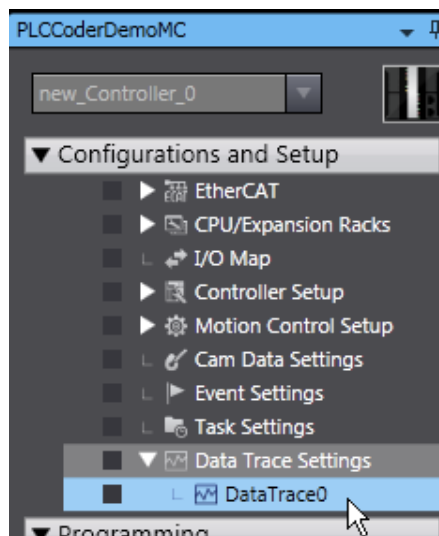 PLCCoderDemoMC
new_Controller_0
Configurations and Setup
EtherCAT
CPU/Expansion Racks
I/O Map
Controller Setup
Motion Control Setup
Cam Data Settings
Event Settings
Task Settings
Data Trace Settings
DataTrace0
Programming